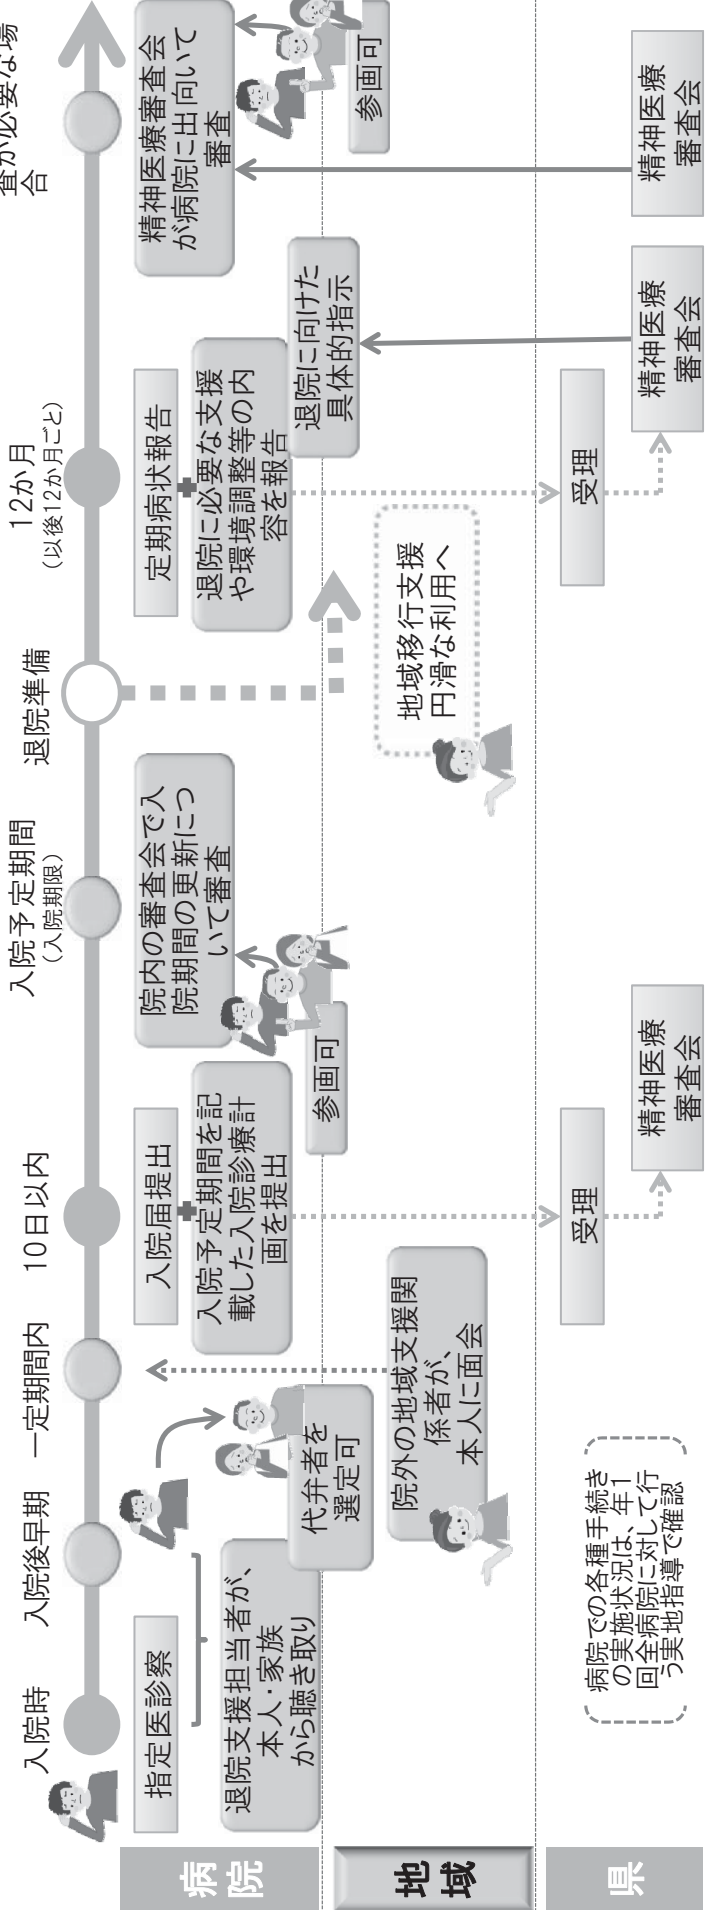 入院時
入院後早期
一定期間内
10日以内
入院予定期間
（入院期限）
退院準備
12か月
（以後12か月ごと）
査が必要な場
合
病院
指定医診察
退院支援担当者が、
本人・家族
から聴き取り
代弁者を
選定可
入院届提出
入院予定期間を記
載した入院診療計
画を提出
院内の審査会で入
院期間の更新につ
いて審査
参画可
定期病状報告
退院に必要な支援
や環境調整等の内
容を報告
退院に向けた
具体的指示
精神医療審査会
が病院に出向いて
審査
参画可
地域
院外の地域支援関
係者が、
本人に面会
地域移行支援
円滑な利用へ
県
病院での各種手続き
の実施状況は、年1
回全病院に対して行
う実地指導で確認
受理
精神医療
審査会
受理
精神医療
審査会
精神医療
審査会